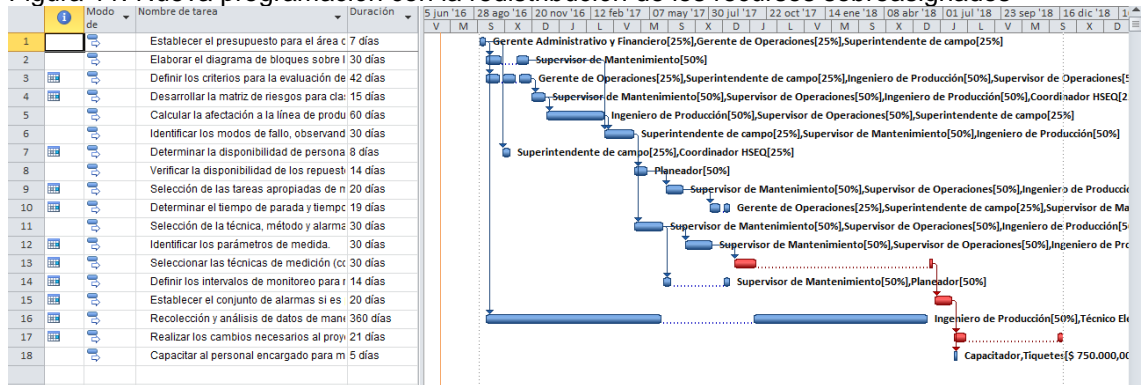 Modo de
Nombre de tarea
Duración
5 jun '16 28 ago '16 20 nov '16 12 feb '17 07 may '17 30 jul '17 22 oct '17 14 ene '18 08 abr '18 01 jul '18 23 sep '18 16 dic '18
V M S X D J L V M S X D J L V M S X D
1 Establecer el presupuesto para el área 7 días Gerente Administrativo y Financiero[25%],Gerente de Operaciones[25%],Superintendente de campo[25%]
2 Elaborar el diagrama de bloques sobre 30 días Supervisor de Mantenimiento[50%]
3 Definir los criterios para la evaluación de 42 días Gerente de Operaciones[25%],Superintendente de campo[25%],Ingeniero de Producción[50%],Supervisor de Operaciones[5
4 Desarrollar la matriz de riesgos para cla 15 días Supervisor de Mantenimiento[50%],Supervisor de Operaciones[50%],Ingeniero de Producción[50%],Coordinador HSEQ[2
5 Calcular la afectación a la línea de produ 60 días Ingeniero de Producción[50%],Supervisor de Operaciones[50%],Superintendente de campo[25%]
6 Identificar los modos de fallo, observand 30 días Superintendente de campo[25%],Supervisor de Mantenimiento[50%],Ingeniero de Producción[50%]
7 Determinar la disponibilidad de persona 8 días Superintendente de campo[25%],Coordinador HSEQ[25%]
8 Verificar la disponibilidad de los repuest 14 días Planeador[50%]
9 Selección de las tareas apropiadas de m 20 días Supervisor de Mantenimiento[50%],Supervisor de Operaciones[50%],Ingeniero de Producció
10 Determinar el tiempo de parada y tiempo 19 días Gerente de Operaciones[25%],Superintendente de campo[25%],Supervisor de Ma
11 Selección de la técnica, método y alarma 30 días Supervisor de Mantenimiento[50%],Supervisor de Operaciones[50%],Ingeniero de Producción[5
12 Identificar los parámetros de medida. 30 días Supervisor de Mantenimiento[50%],Supervisor de Operaciones[50%],Ingeniero de Prc
13 Seleccionar las técnicas de medición (cc 30 días
14 Definir los intervalos de monitoreo para r 14 días Supervisor de Mantenimiento[50%],Planeador[50%]
15 Establecer el conjunto de alarmas si es 20 días
16 Recolección y análisis de datos de mane 360 días Ingeniero de Producción[50%],Técnico Ele
17 Realizar los cambios necesarios al proy 21 días
18 Capacitar al personal encargado para m 5 días Capacitador,Tiquetes[$ 750.000,00